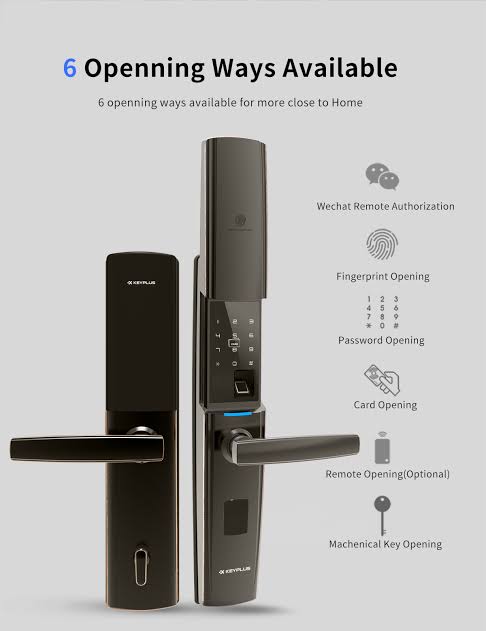 6 Openning Ways Available
6 openning ways available for more close to Home
Wechat Remote Authorization
Fingerprint Opening
1 2 3
4 5 6
7 8 9
* 0 #
Password Opening
Card Opening
Remote Opening(Optional)
Machenical Key Opening
KEYPLUS
KEYPLUS